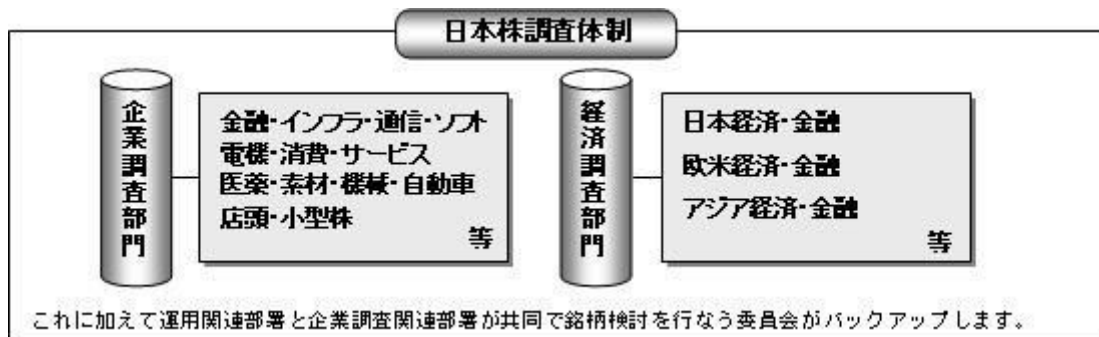 日本株調査体制
企業調査部門
金融・インフラ・通信・ソフト
電機・消費・サービス
医薬・素材・機械・自動車
店頭・小型株
等
経済調査部門
日本経済・金融
欧米経済・金融
アジア経済・金融
等
これに加えて運用関連部署と企業調査関連部署が共同で銘柄検討を行なう委員会がバックアップします。